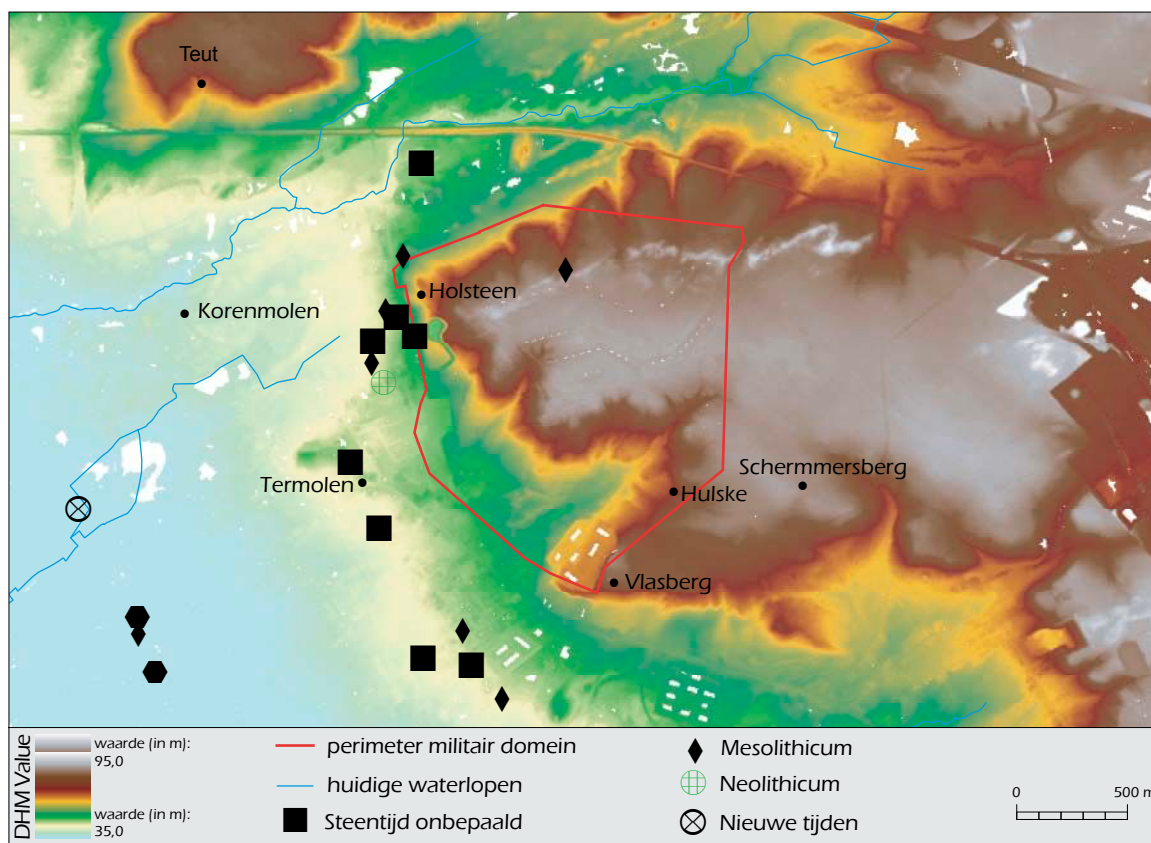 Teut
Holsteen
Korenmolen
Schermmersberg
Termolen
Hulske
Vlasberg
DHM Value
waarde (in m):
95,0
waarde (in m):
35,0
perimeter militair domein
huidige waterlopen
Steentijd onbepaald
Mesolithicum
Neolithicum
Nieuwe tijden
0 500 m